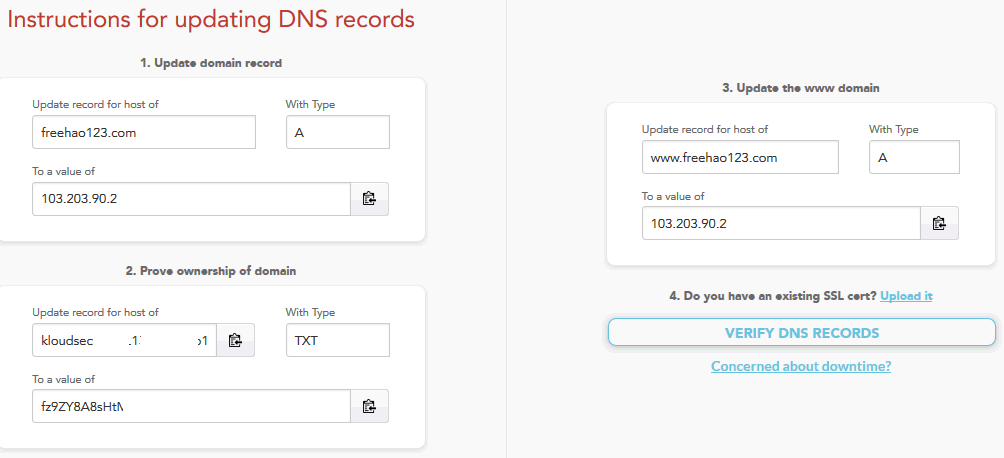 Instructions for updating DNS records
1. Update domain record
Update record for host of
With Type
freehao123.com
A
To a value of
103.203.90.2
2. Prove ownership of domain
Update record for host of
With Type
kloudsec
TXT
To a value of
fz9ZY8A8sHt
3. Update the www domain
Update record for host of
With Type
www.freehao123.com
A
To a value of
103.203.90.2
4. Do you have an existing SSL cert? Upload it
VERIFY DNS RECORDS
Concerned about downtime?